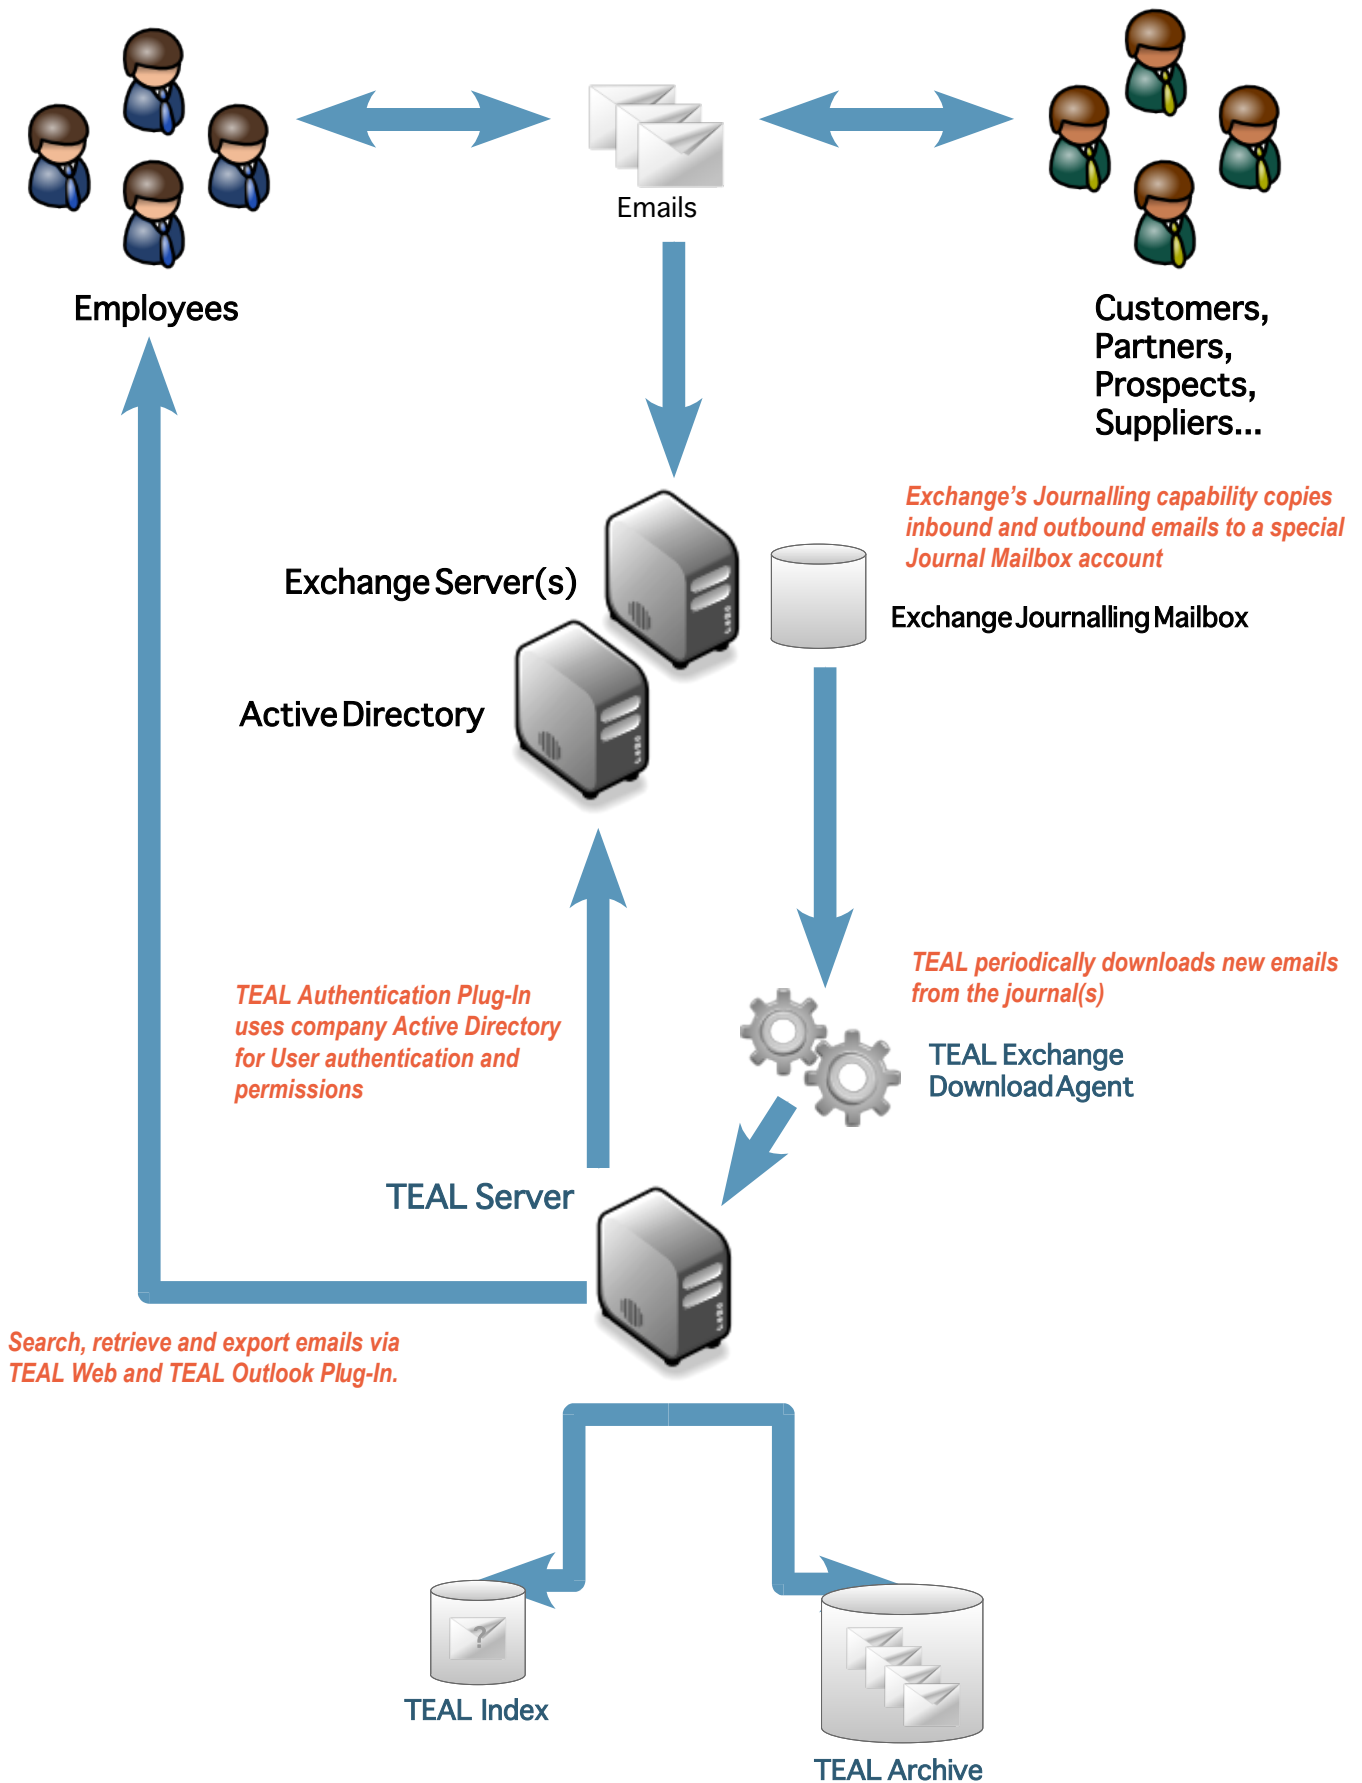 Emails
Employees
Customers,
Partners,
Prospects,
Suppliers...
Exchange's Journalling capability copies
inbound and outbound emails to a special
Journal Mailbox account
Exchange Server(s)
Exchange Journalling Mailbox
Active Directory
TEAL periodically downloads new emails
from the journal(s)
TEAL Authentication Plug-In
uses company Active Directory
for User authentication and
permissions
TEAL Exchange
Download Agent
TEAL Server
Search, retrieve and export emails via
TEAL Web and TEAL Outlook Plug-In.
?
TEAL Index
TEAL Archive